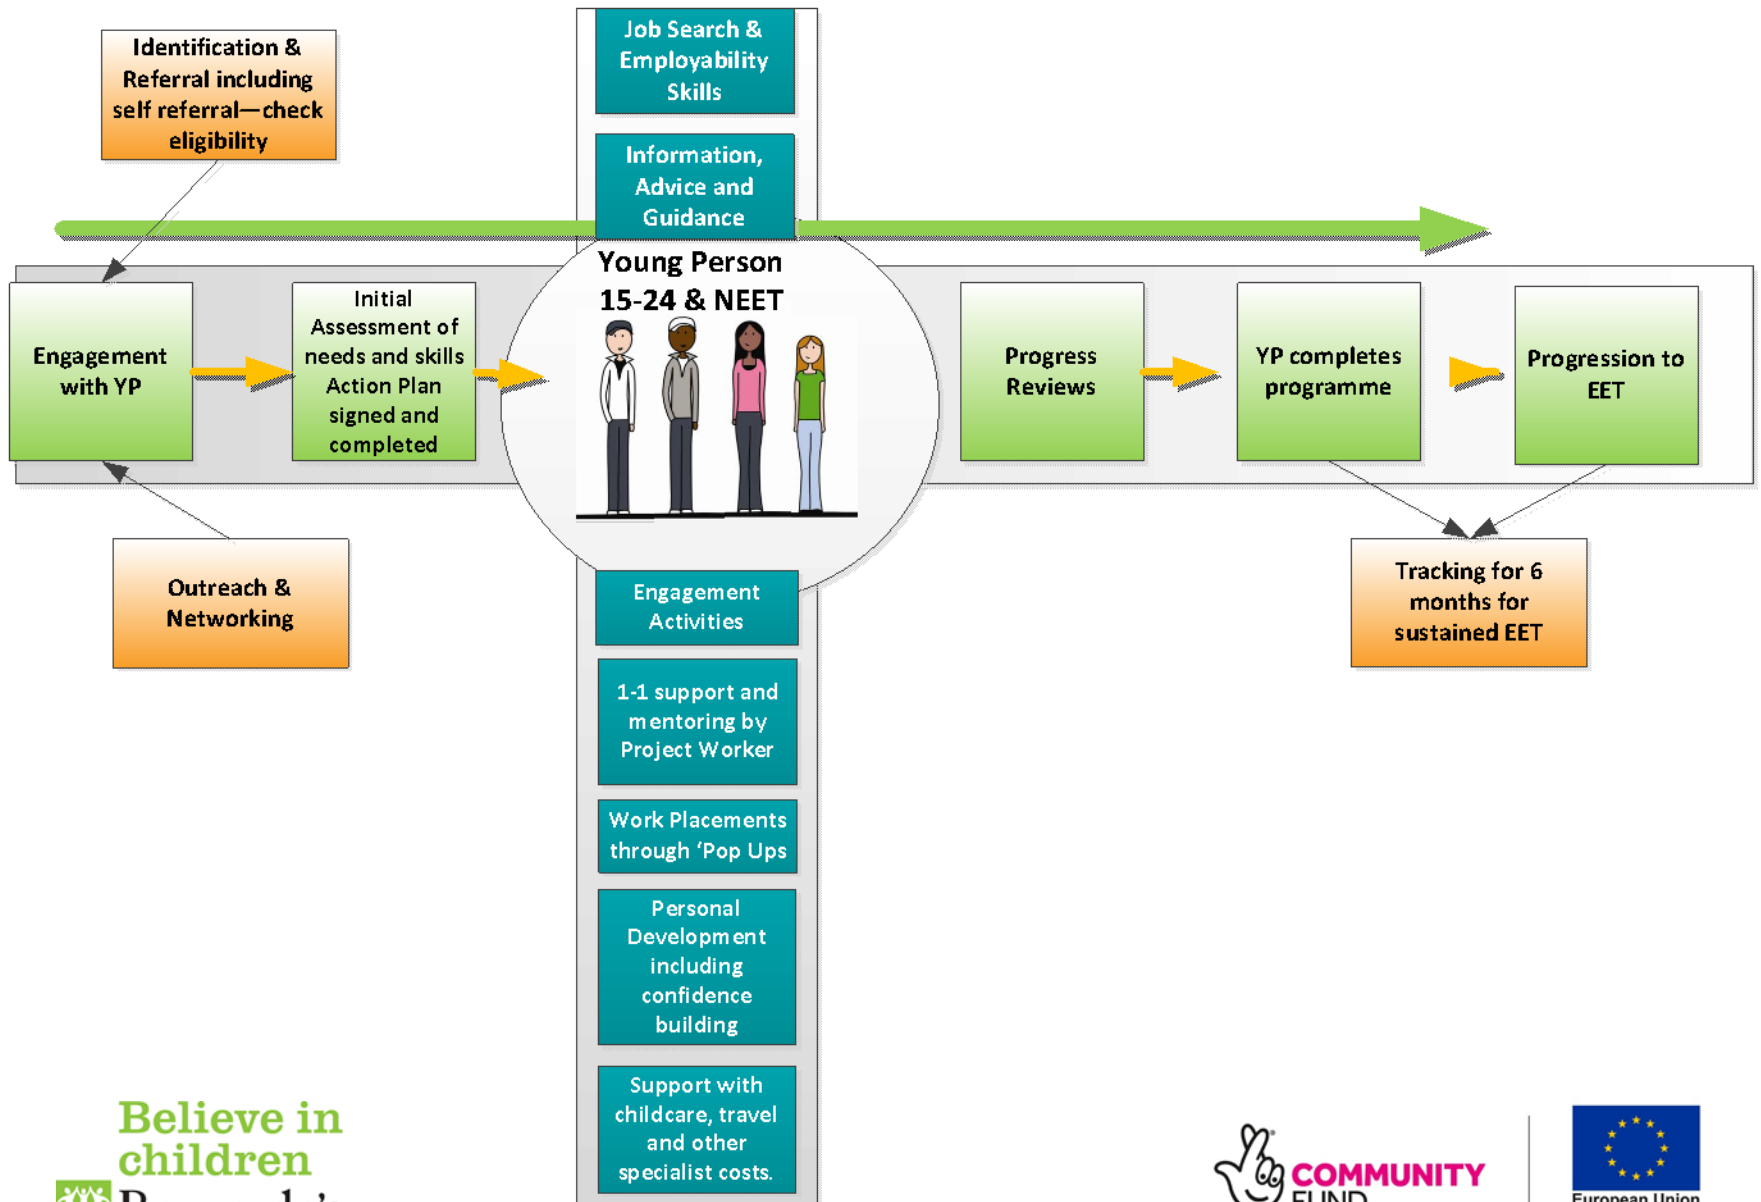 Identification &
Referral including
self referral—check
eligibility
Job Search &
Employability
Skills
Information,
Advice and
Guidance
Young Person
15-24 & NEET
Engagement
with YP
Initial
Assessment of
needs and skills
Action Plan
signed and
completed
Progress
Reviews
YP completes
programme
Progression to
EET
Outreach &
Networking
Tracking for 6
months for
sustained EET
Engagement
Activities
1-1 support and
mentoring by
Project Worker
Work Placements
through ‘Pop Ups
Personal
Development
including
confidence
building
Support with
childcare, travel
and other
specialist costs.
Believe in
children
COMMUNITY
FUND
European Union